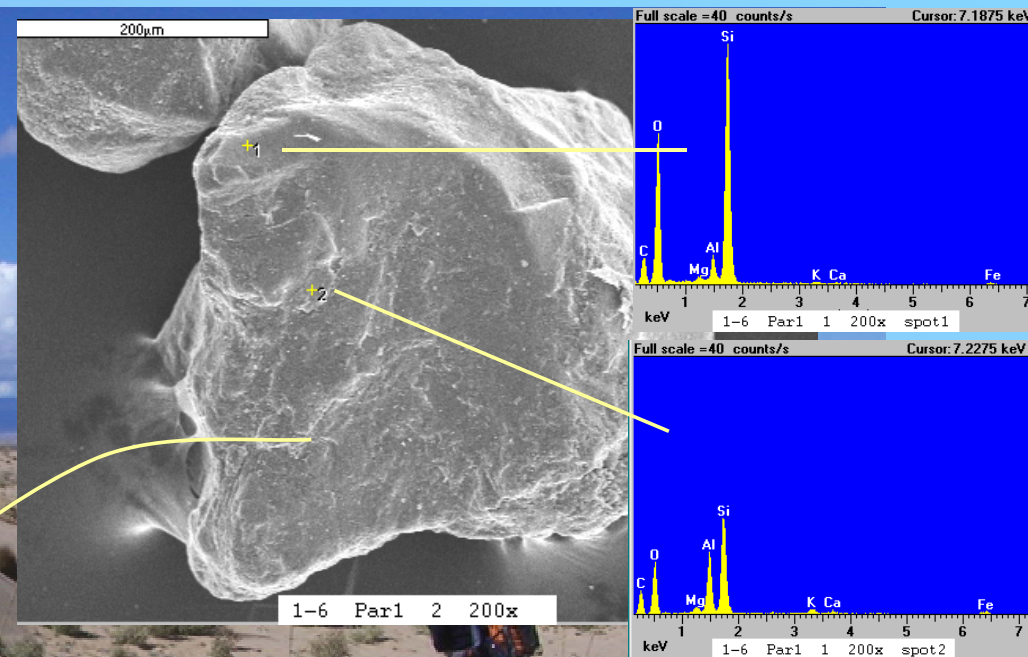 200µm
1
2
1-6 Par1 2 200x
Full scale =40 counts/s Cursor: 7.1875 keV
Si
O
C
Al
Mg
K Ca
Fe
1 2 3 4 5 6 7
keV
1-6 Par1 1 200x spot1
Full scale =40 counts/s Cursor: 7.2275 keV
Si
Al
O
C
Mg
K Ca
Fe
1 2 3 4 5 6 7
keV
1-6 Par1 1 200x spot2